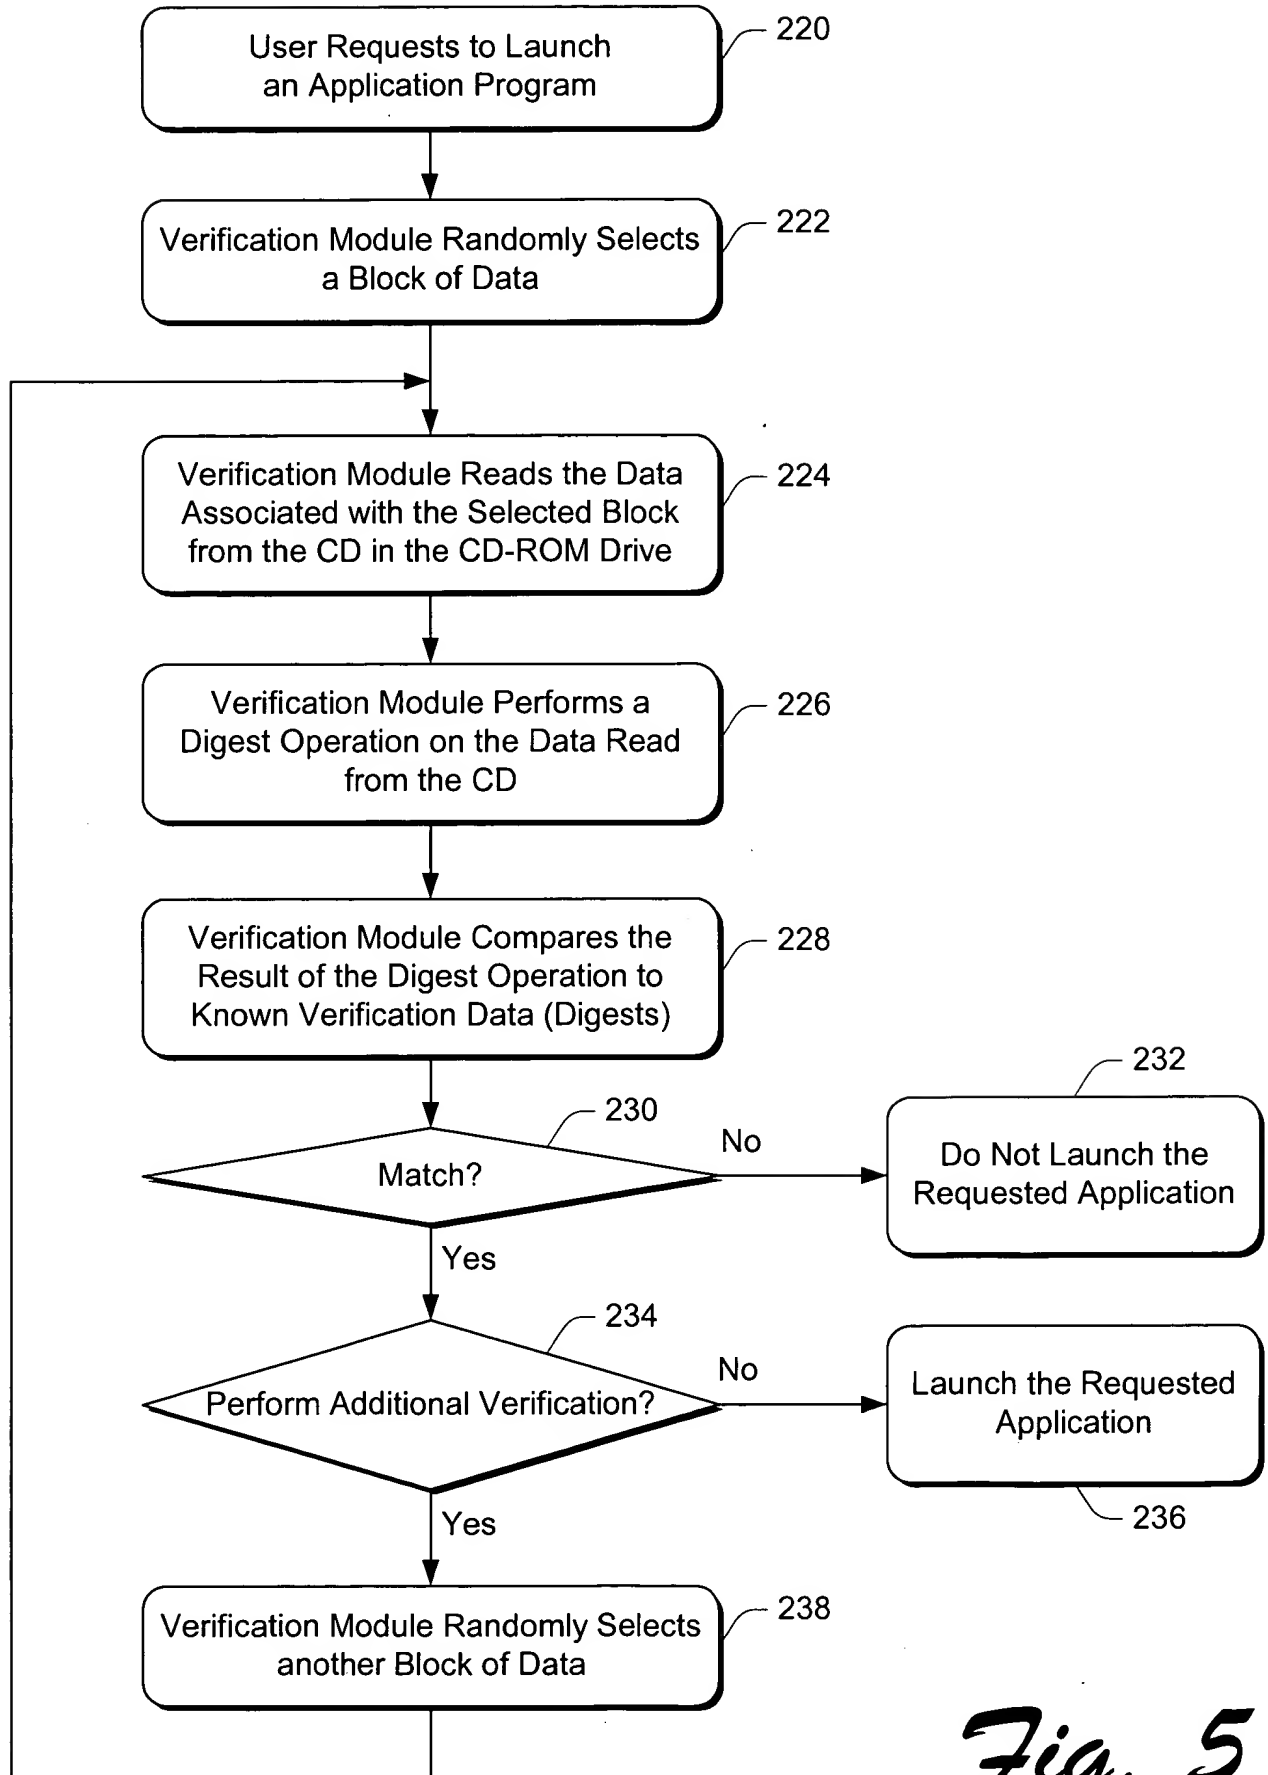 User Requests to Launch
an Application Program
220
Verification Module Randomly Selects
a Block of Data
222
Verification Module Reads the Data
Associated with the Selected Block
from the CD in the CD-ROM Drive
224
Verification Module Performs a
Digest Operation on the Data Read
from the CD
226
Verification Module Compares the
Result of the Digest Operation to
Known Verification Data (Digests)
228
Match?
230
No
Do Not Launch the
Requested Application
232
Yes
Perform Additional Verification?
234
No
Launch the Requested
Application
236
Yes
Verification Module Randomly Selects
another Block of Data
238
Fig. 5